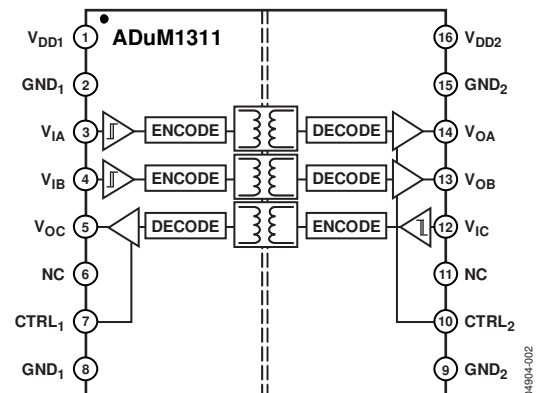 ADuM1311
VDD1 1
16 VDD2
GND1 2
15 GND2
VIA 3 ENCODE DECODE 14 VOA
VIB 4 ENCODE DECODE 13 VOB
VOC 5 DECODE ENCODE 12 VIC
NC 6
11 NC
CTRL1 7
10 CTRL2
GND1 8
9 GND2
04904-002